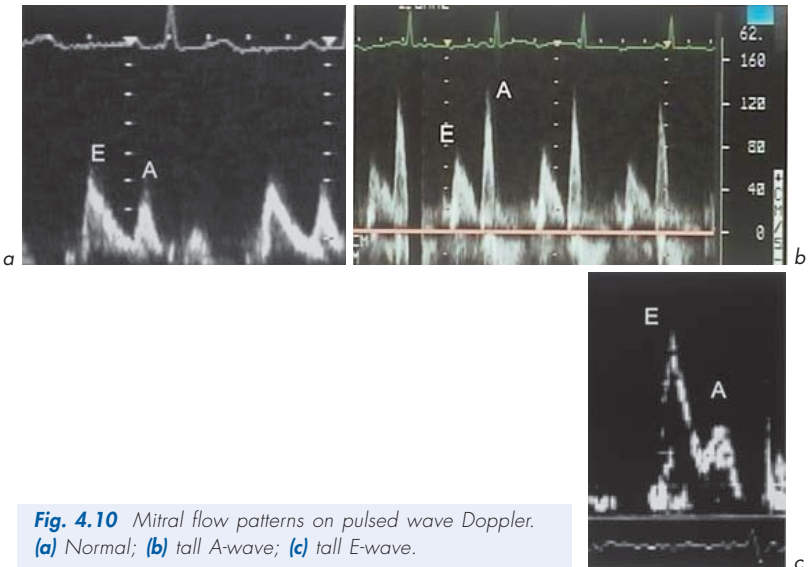 E
A
a
E
A
62.
160
120
80
40
0
b
E
A
c
Fig. 4.10 Mitral flow patterns on pulsed wave Doppler.
(a) Normal; (b) tall A-wave; (c) tall E-wave.